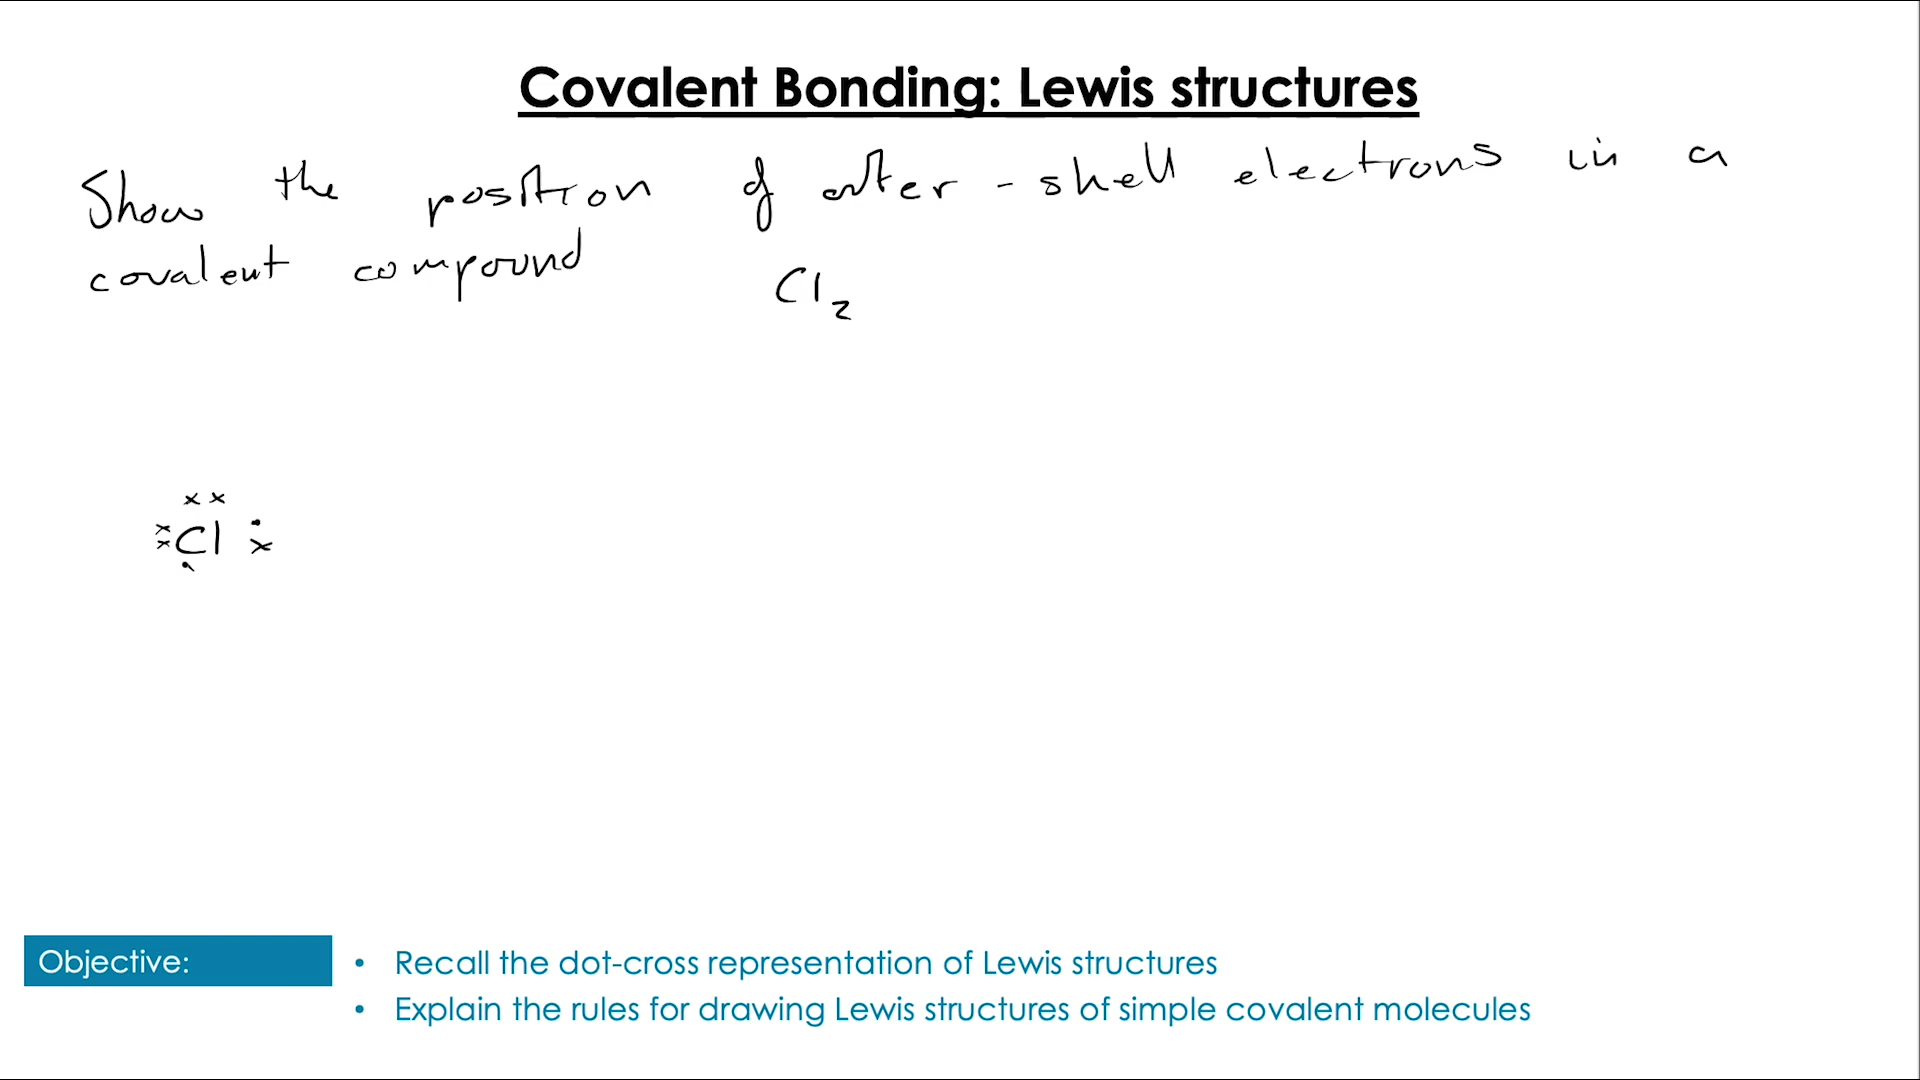 Covalent Bonding: Lewis structures
Show the position of outer-shell electrons in a
covalent compound
Cl₂
Cl
Objective:
• Recall the dot-cross representation of Lewis structures
• Explain the rules for drawing Lewis structures of simple covalent molecules